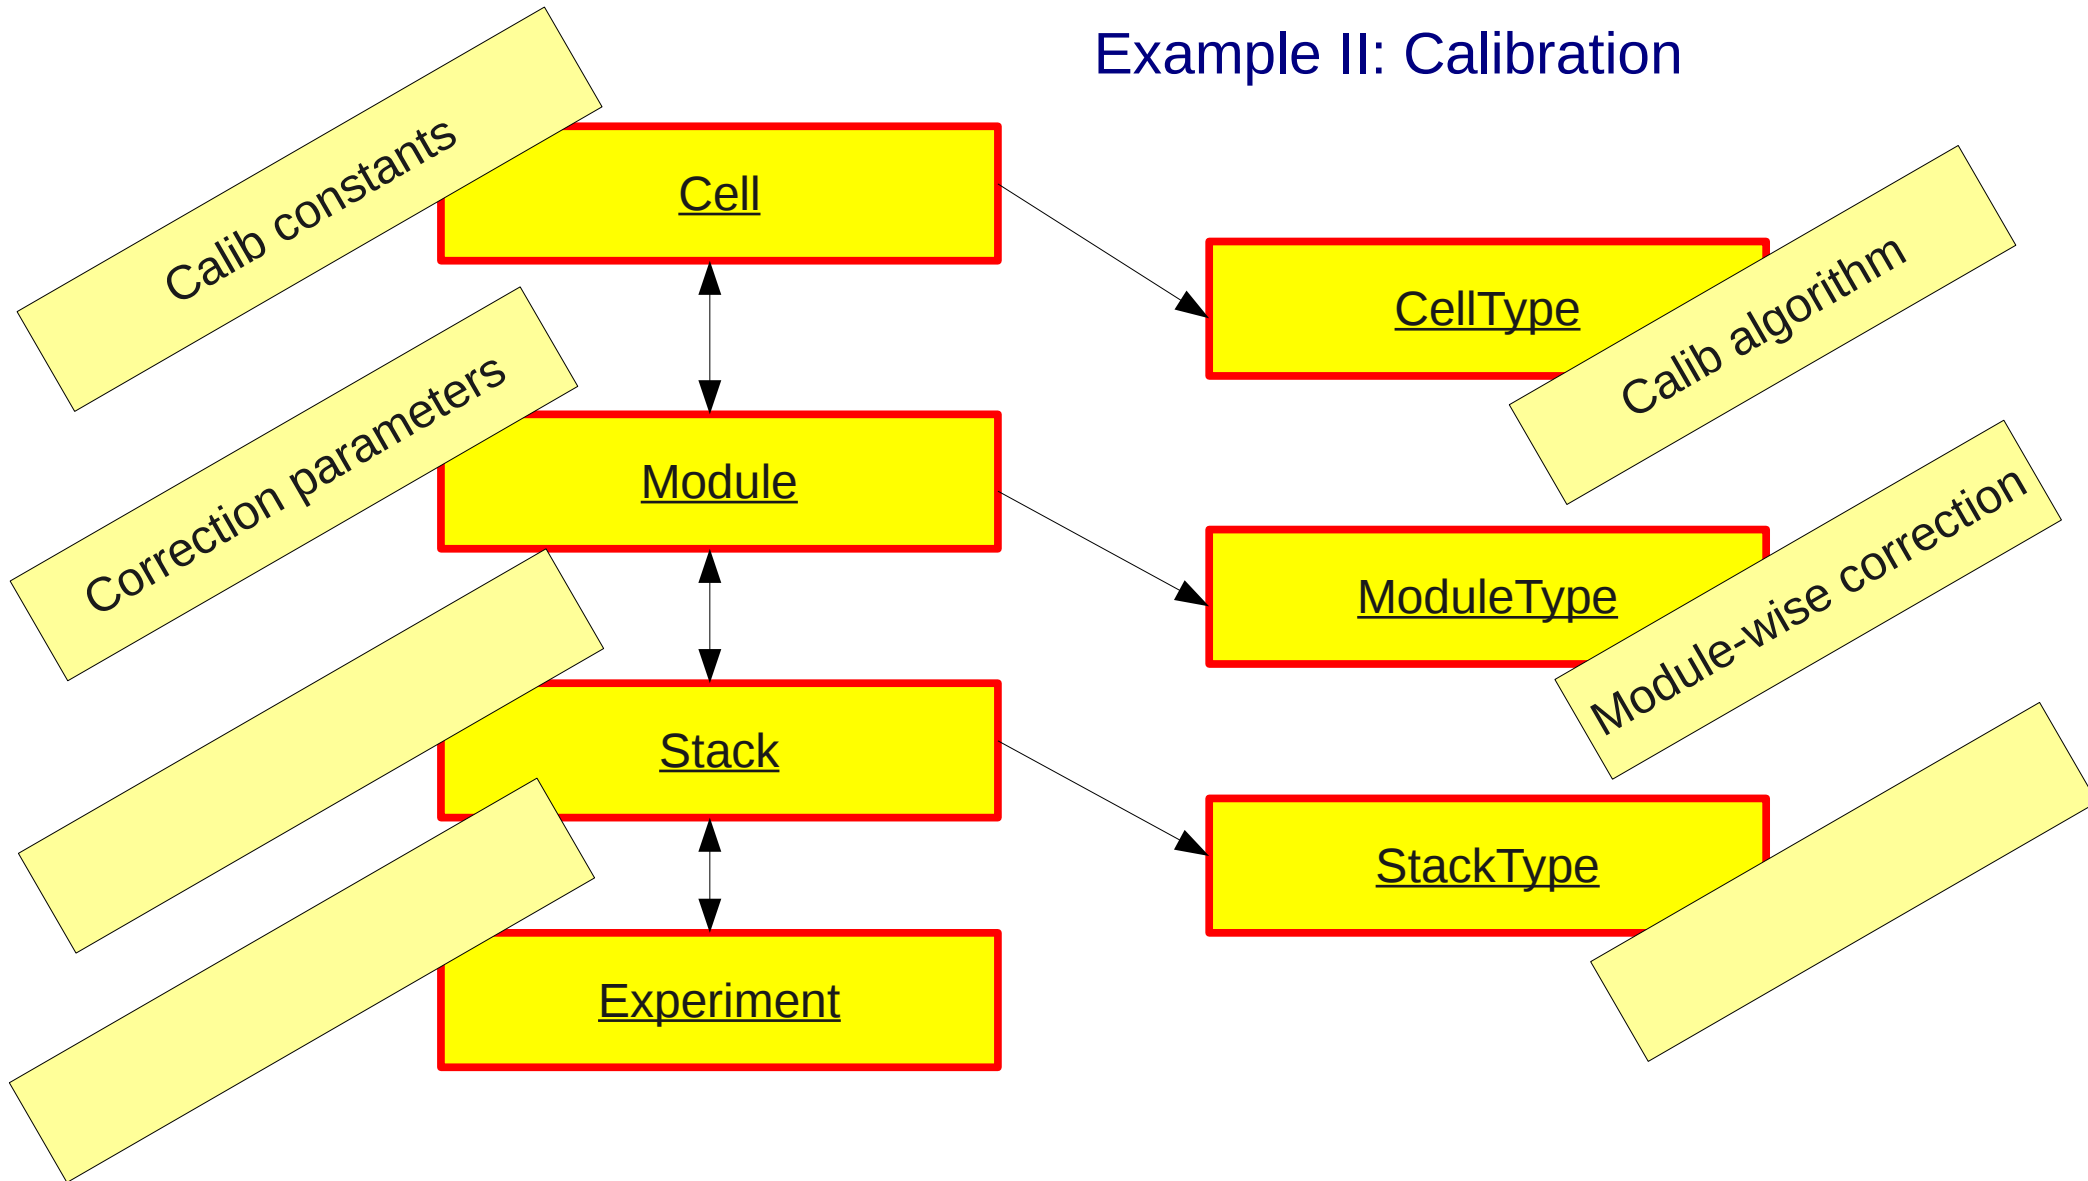 Example II: Calibration
Calib constants
Cell
CellType
Calib algorithm
Correction parameters
Module
ModuleType
Module-wise correction
Stack
StackType
Experiment